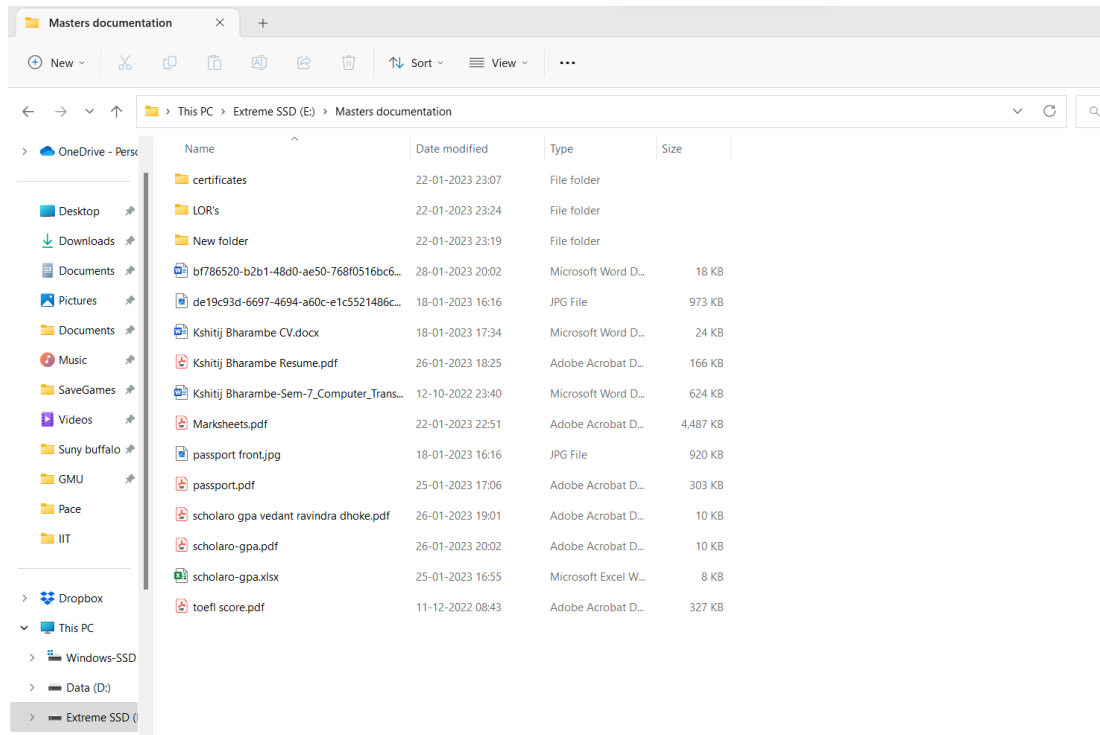 Masters documentation
New
Sort
View
This PC > Extreme SSD (E:) > Masters documentation
OneDrive - Perso
Desktop
Downloads
Documents
Pictures
Documents
Music
SaveGames
Videos
Suny buffalo
GMU
Pace
IIT
Dropbox
This PC
Windows-SSD
Data (D:)
Extreme SSD (
Name Date modified Type Size
certificates 22-01-2023 23:07 File folder
LOR's 22-01-2023 23:24 File folder
New folder 22-01-2023 23:19 File folder
bf786520-b2b1-48d0-ae50-768f0516bc6... 28-01-2023 20:02 Microsoft Word D... 18 KB
de19c93d-6697-4694-a60c-e1c5521486c... 18-01-2023 16:16 JPG File 973 KB
Kshitij Bharambe CV.docx 18-01-2023 17:34 Microsoft Word D... 24 KB
Kshitij Bharambe Resume.pdf 26-01-2023 18:25 Adobe Acrobat D... 166 KB
Kshitij Bharambe-Sem-7_Computer_Trans... 12-10-2022 23:40 Microsoft Word D... 624 KB
Marksheets.pdf 22-01-2023 22:51 Adobe Acrobat D... 4,487 KB
passport front.jpg 18-01-2023 16:16 JPG File 920 KB
passport.pdf 25-01-2023 17:06 Adobe Acrobat D... 303 KB
scholaro gpa vedant ravindra dhoke.pdf 26-01-2023 19:01 Adobe Acrobat D... 10 KB
scholaro-gpa.pdf 26-01-2023 20:02 Adobe Acrobat D... 10 KB
scholaro-gpa.xlsx 25-01-2023 16:55 Microsoft Excel W... 8 KB
toefl score.pdf 11-12-2022 08:43 Adobe Acrobat D... 327 KB